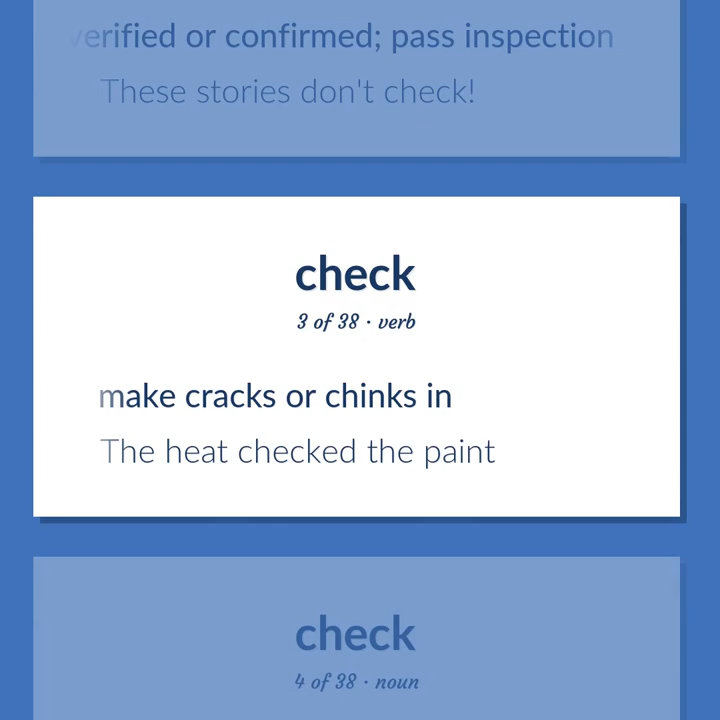 verified or confirmed; pass inspection
These stories don't check!
check
3 of 38 · verb
make cracks or chinks in
The heat checked the paint
check
4 of 38 · noun